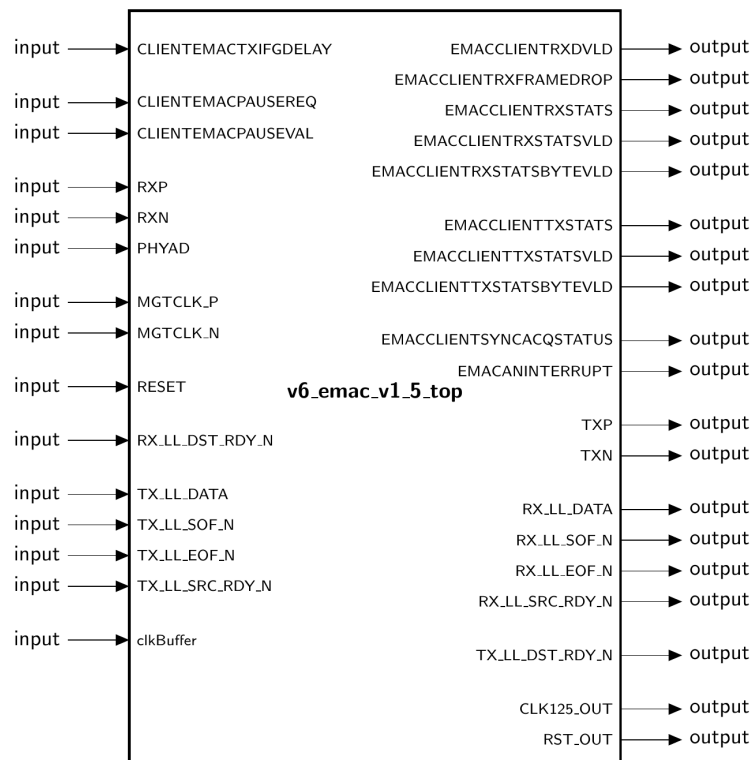 input CLIENTEMACTXIFGDELAY EMACCLIENTRXDVLD output
EMACCLIENTRXFRAMEDROP output
input CLIENTEMACPAUSEREQ EMACCLIENTRXSTATS output
input CLIENTEMACPAUSEVAL EMACCLIENTRXSTATSVLD output
EMACCLIENTRXSTATSBYTEVLD output
input RXP
input RXN EMACCLIENTTXSTATS output
input PHYAD EMACCLIENTTXSTATSVLD output
EMACCLIENTTXSTATSBYTEVLD output
input MGTCLK_P
input MGTCLK_N EMACCLIENTSYNCACQSTATUS output
EMACANINTERRUPT output
input RESET
v6_emac_v1_5_top
TXP output
input RX_LL_DST_RDY_N
TXN output
input TX_LL_DATA RX_LL_DATA output
input TX_LL_SOF_N RX_LL_SOF_N output
input TX_LL_EOF_N RX_LL_EOF_N output
input TX_LL_SRC_RDY_N RX_LL_SRC_RDY_N output
input clkBuffer
TX_LL_DST_RDY_N output
CLK125_OUT output
RST_OUT output